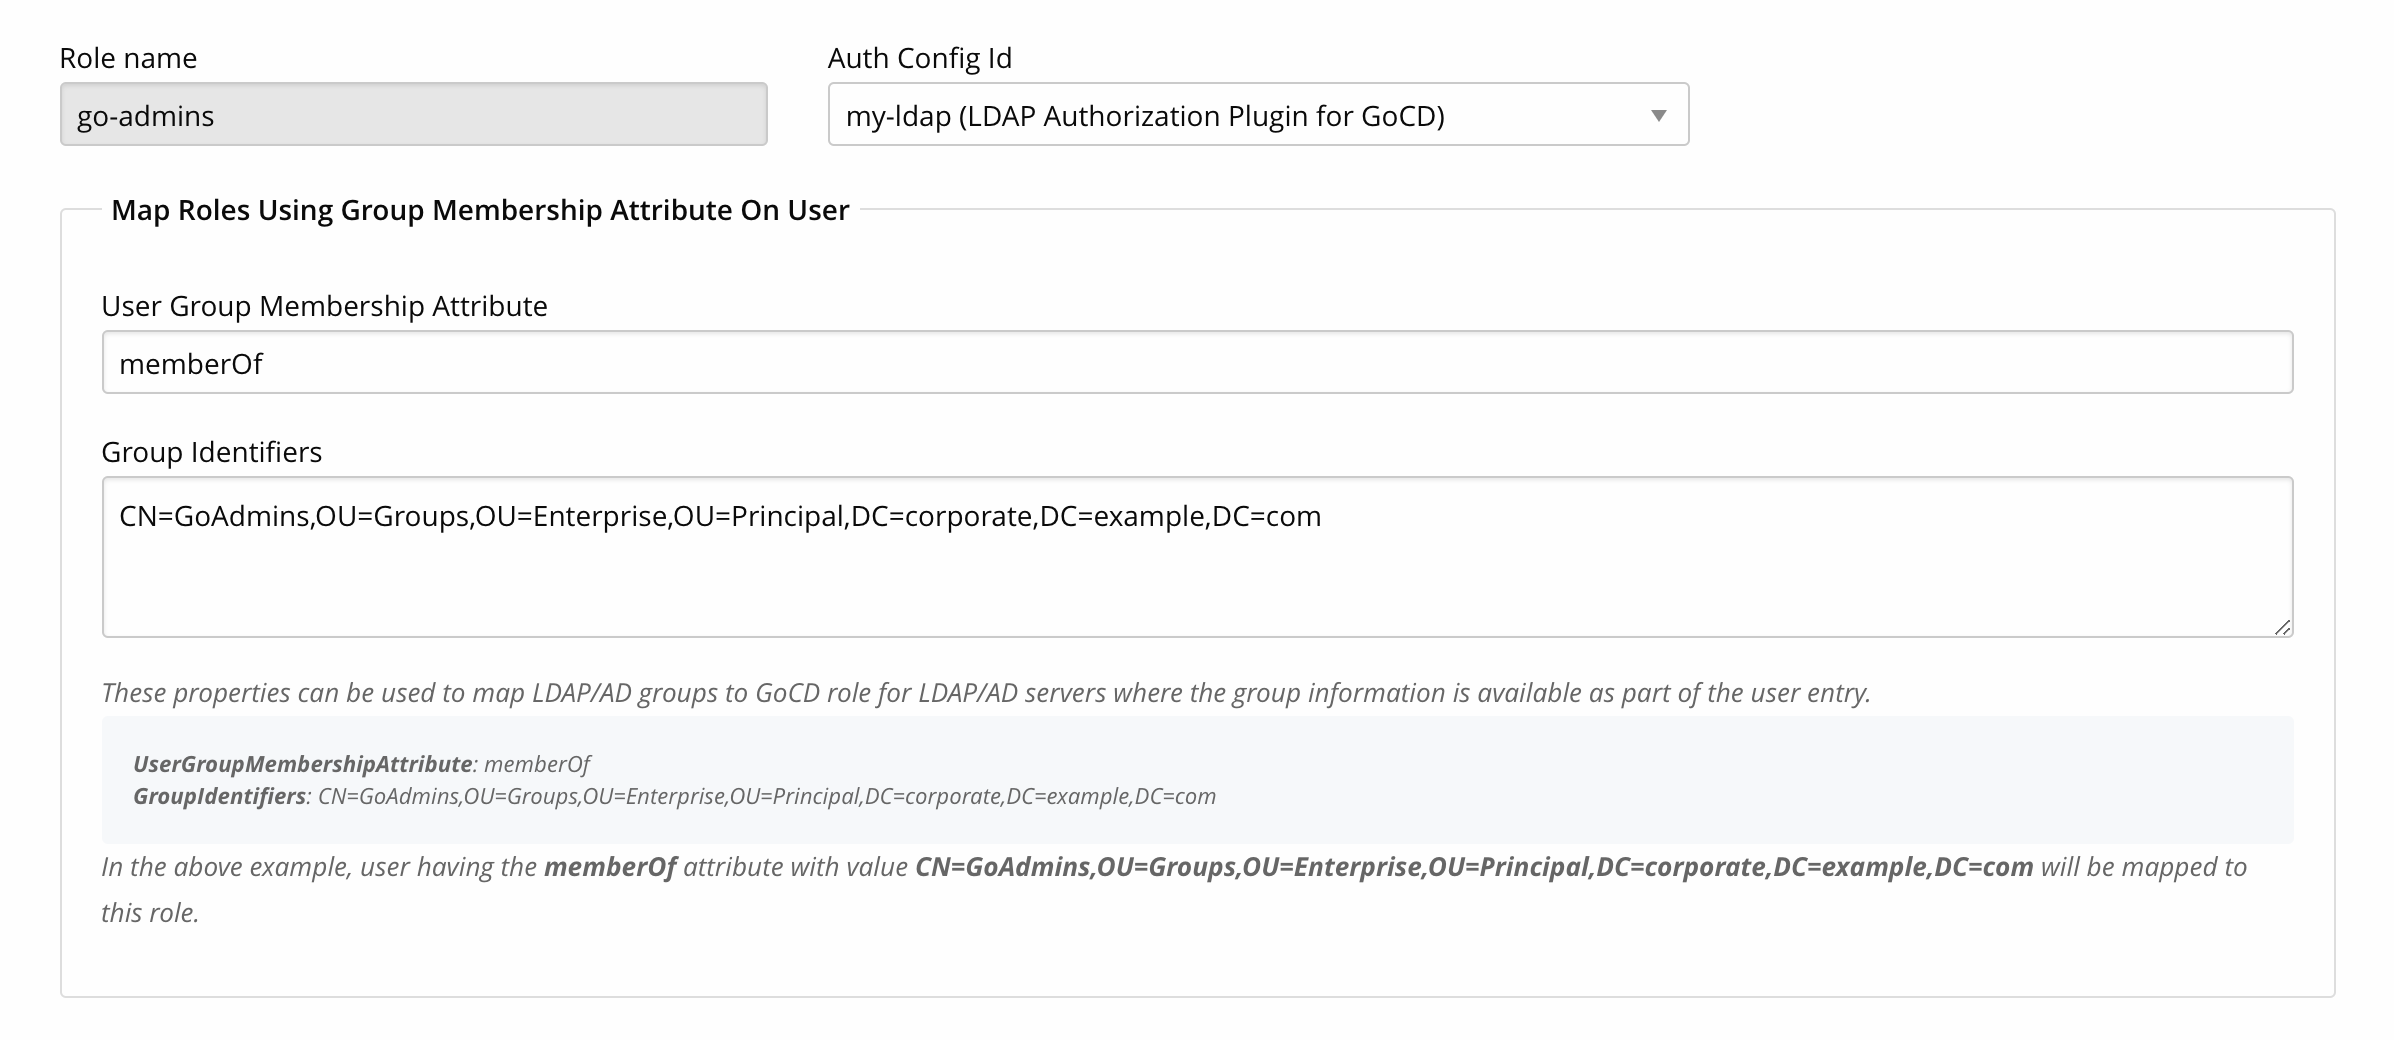 Role name
Auth Config Id
go-admins
my-ldap (LDAP Authorization Plugin for GoCD)
Map Roles Using Group Membership Attribute On User
User Group Membership Attribute
memberOf
Group Identifiers
CN=GoAdmins,OU=Groups,OU=Enterprise,OU=Principal,DC=corporate,DC=example,DC=com
These properties can be used to map LDAP/AD groups to GoCD role for LDAP/AD servers where the group information is available as part of the user entry.
UserGroupMembershipAttribute: memberOf
GroupIdentifiers: CN=GoAdmins,OU=Groups,OU=Enterprise,OU=Principal,DC=corporate,DC=example,DC=com
In the above example, user having the memberOf attribute with value CN=GoAdmins,OU=Groups,OU=Enterprise,OU=Principal,DC=corporate,DC=example,DC=com will be mapped to
this role.